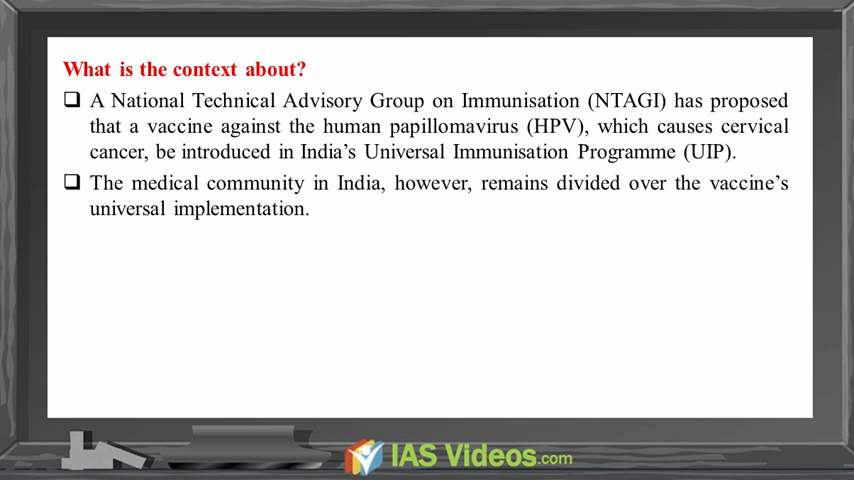 What is the context about?
❑ A National Technical Advisory Group on Immunisation (NTAGI) has proposed
that a vaccine against the human papillomavirus (HPV), which causes cervical
cancer, be introduced in India’s Universal Immunisation Programme (UIP).
❑ The medical community in India, however, remains divided over the vaccine’s
universal implementation.
IAS Videos.com